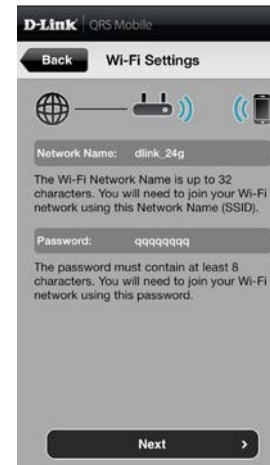 D-Link QRS Mobile
Back Wi-Fi Settings
Network Name: dlink_24g
The Wi-Fi Network Name is up to 32
characters. You will need to join your Wi-Fi
network using this Network Name (SSID).
Password: qqqqqqqq
The password must contain at least 8
characters. You will need to join your Wi-Fi
network using this password.
Next